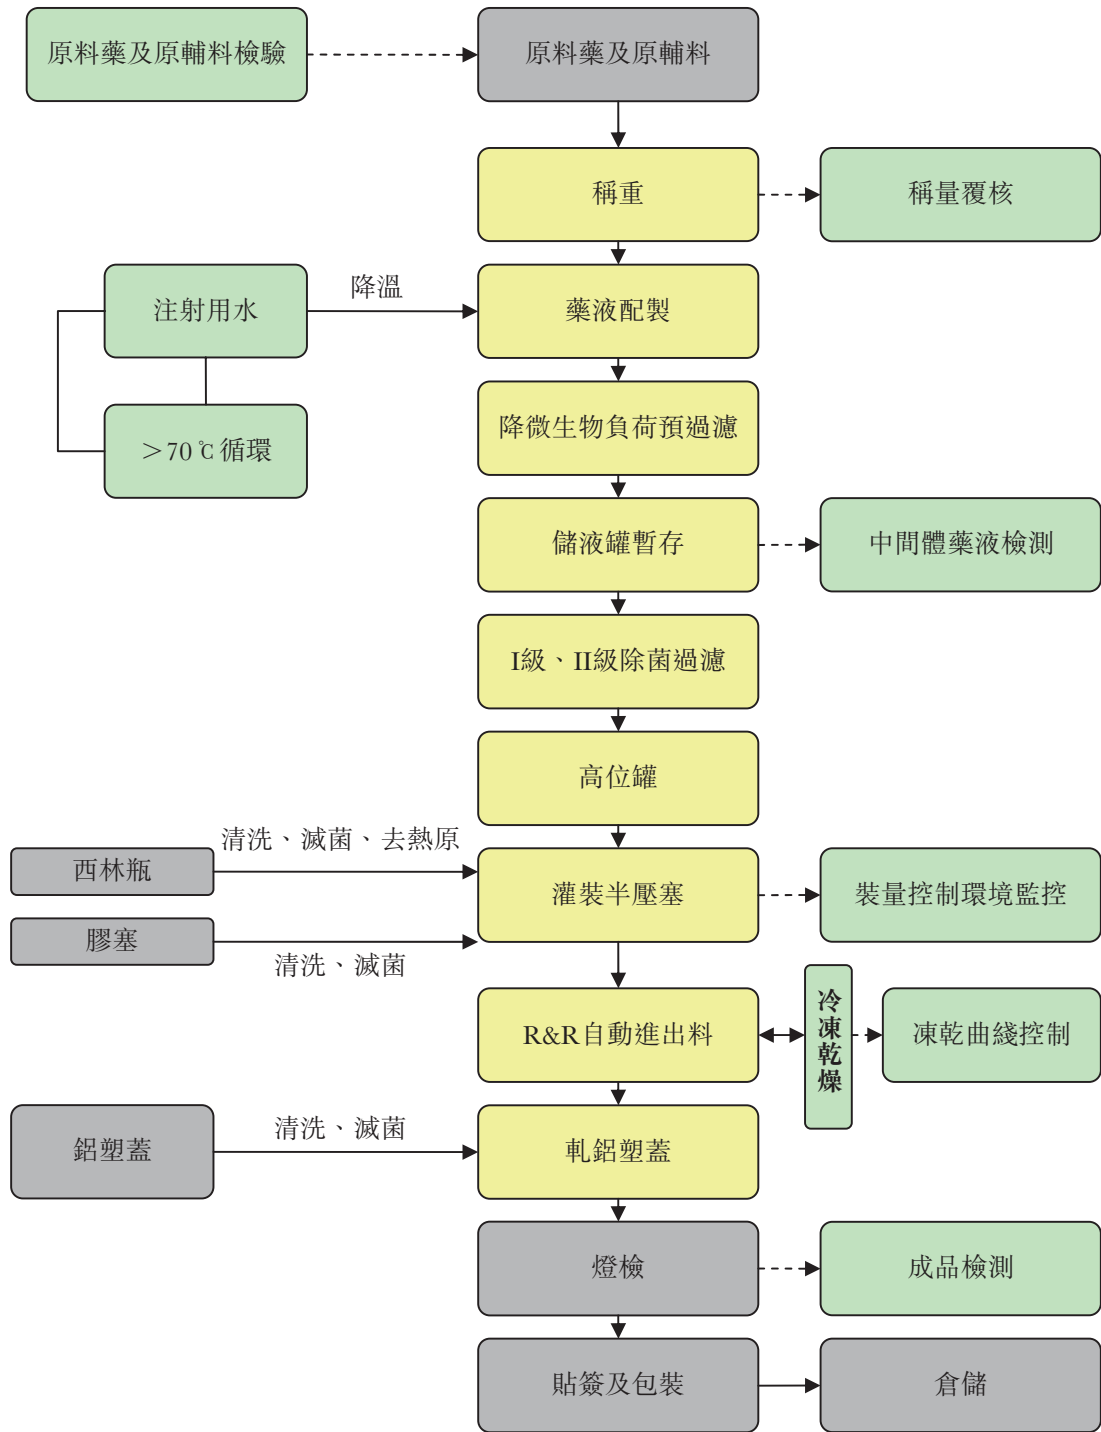 原料藥及原輔料檢驗
原料藥及原輔料
稱重
稱量覆核
注射用水
降溫
藥液配製
＞70℃循環
降微生物負荷預過濾
儲液罐暫存
中間體藥液檢測
I級、II級除菌過濾
高位罐
西林瓶
清洗、滅菌、去熱原
灌裝半壓塞
裝量控制環境監控
膠塞
清洗、滅菌
R&R自動進出料
冷凍乾燥
凍乾曲綫控制
鋁塑蓋
清洗、滅菌
軋鋁塑蓋
燈檢
成品檢測
貼簽及包裝
倉儲